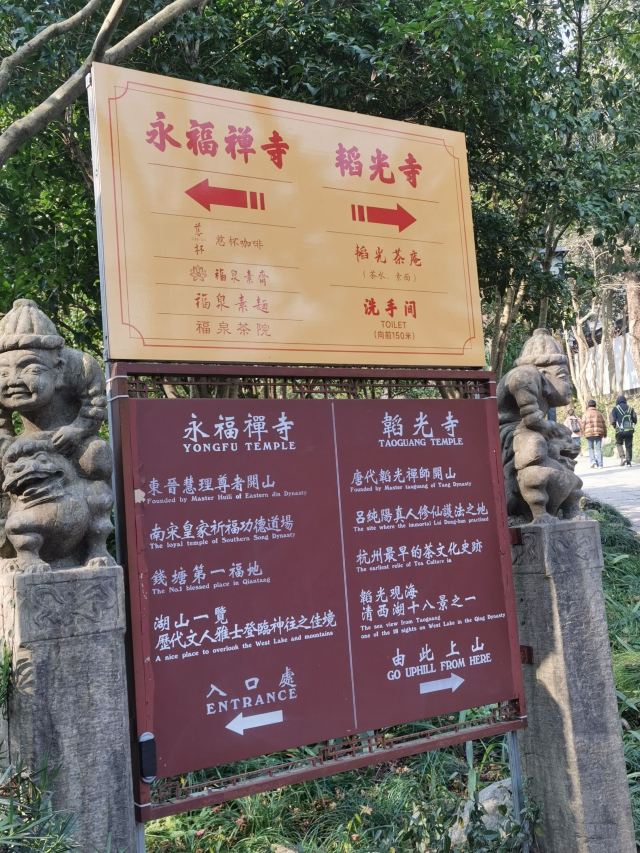 永福禅寺
慧杯咖啡
福泉素斋
福泉素麺
福泉茶院
韬光寺
韬光茶庵
(茶水、素面)
洗手间
TOILET
(向前150米)
永福禪寺
YONGFU TEMPLE
東晉慧理尊者開山
Founded by Master Huili of Eastern jin Dynasty
南宋皇家祈福功德道場
The loyal temple of Southern Song Dynasty
錢塘第一福地
The No.1 blessed place in Qiantang
湖山一覽
歷代文人雅士登臨神往之佳境
A nice place to overlook the West Lake and mountains
入口處
ENTRANCE
韜光寺
TAOGUANG TEMPLE
唐代韜光禪師開山
Founded by Master taoguang of Tang Dynasty
呂純陽真人修仙護法之地
The site where the immortal Lui Dong-bun practised
杭州最早的茶文化史跡
The earliest relic of Tea Culture in
韜光观海
清西湖十八景之一
The sea view from Taoguang
one of the 18 sights on West Lake in the Qing Dynasty
由此上山
GO UPHILL FROM HERE